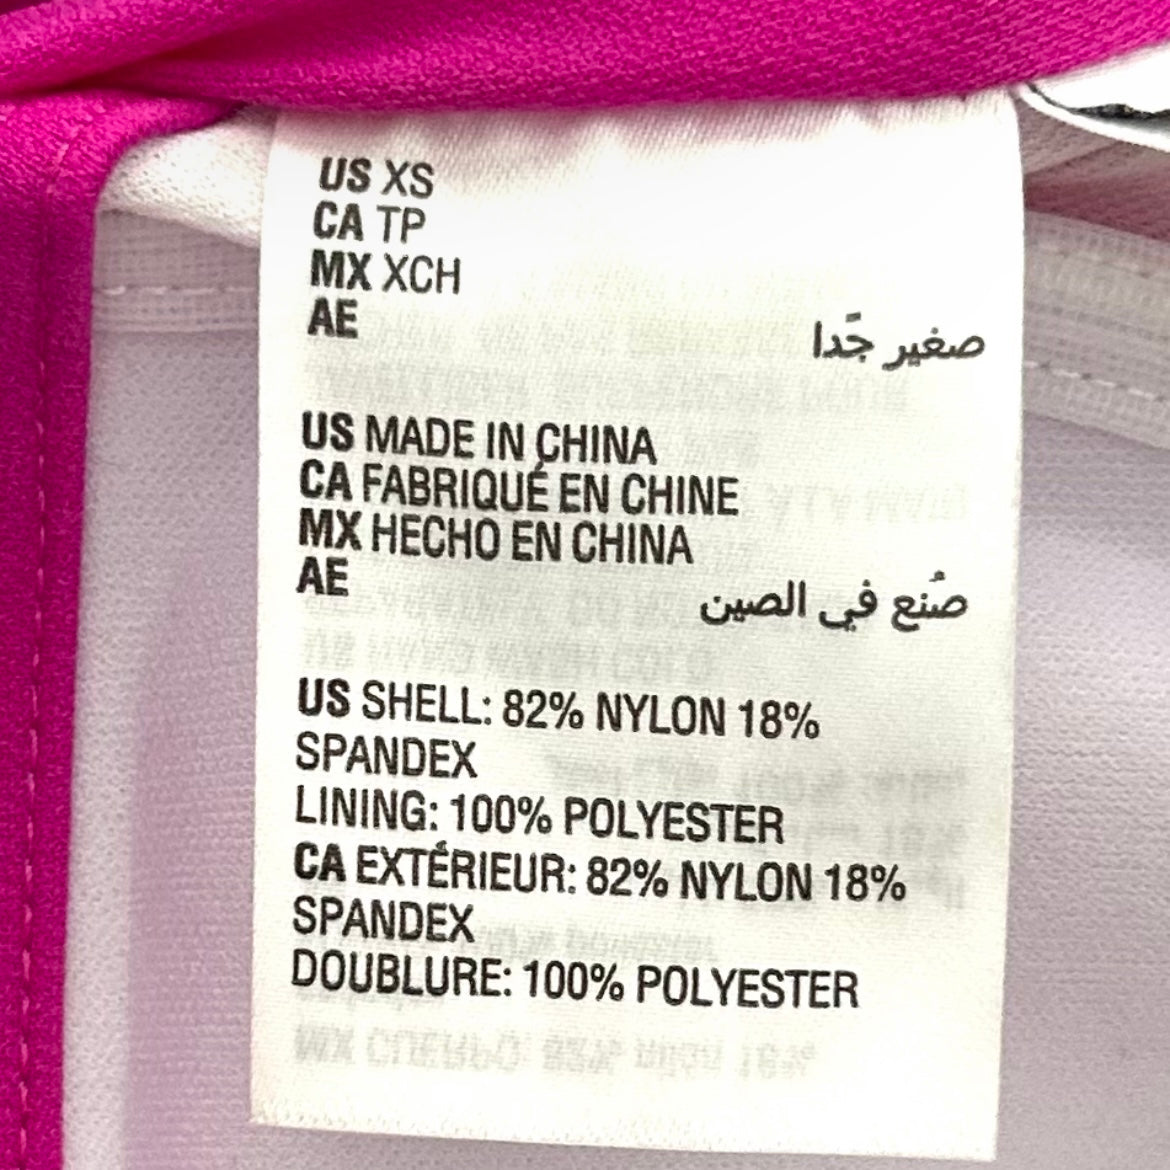 US XS
CA TP
MX XCH
AE
صغير جّدا
US MADE IN CHINA
CA FABRIQUÉ EN CHINE
MX HECHO EN CHINA
AE
صُنع في الصين
US SHELL: 82% NYLON 18%
SPANDEX
LINING: 100% POLYESTER
CA EXTÉRIEUR: 82% NYLON 18%
SPANDEX
DOUBLURE: 100% POLYESTER